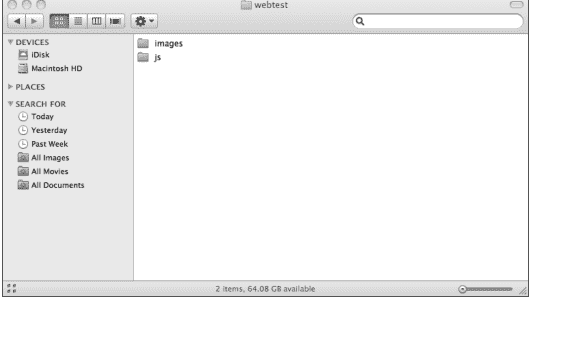 webtest
DEVICES
iDisk
Macintosh HD
PLACES
SEARCH FOR
Today
Yesterday
Past Week
All Images
All Movies
All Documents
images
js
2 items, 64.08 GB available